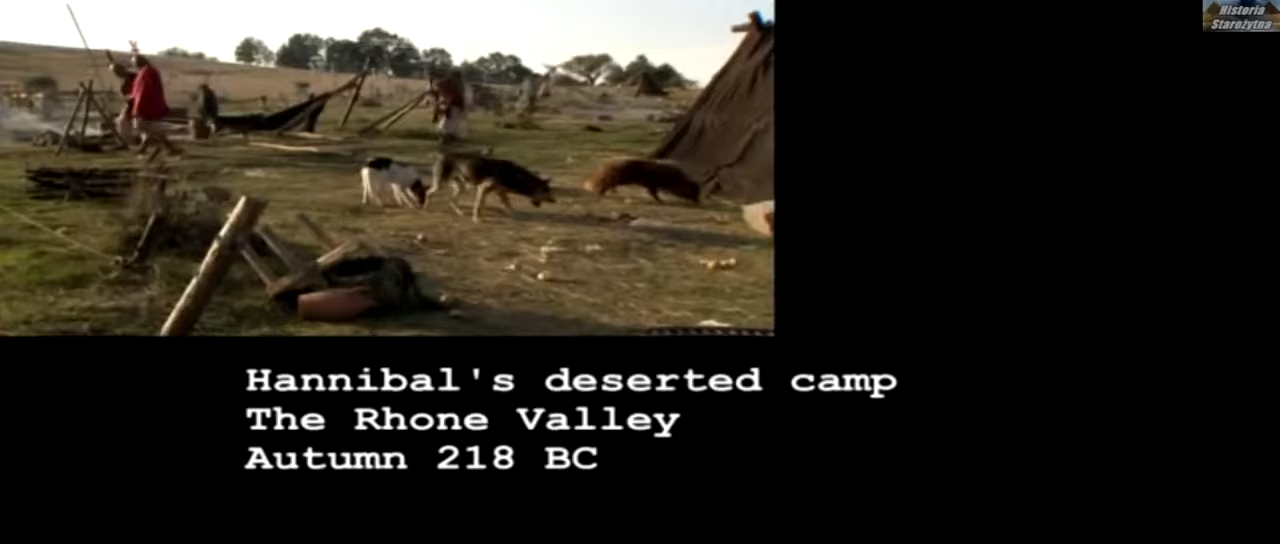 Historia
Starożytna
Hannibal's deserted camp
The Rhone Valley
Autumn 218 BC